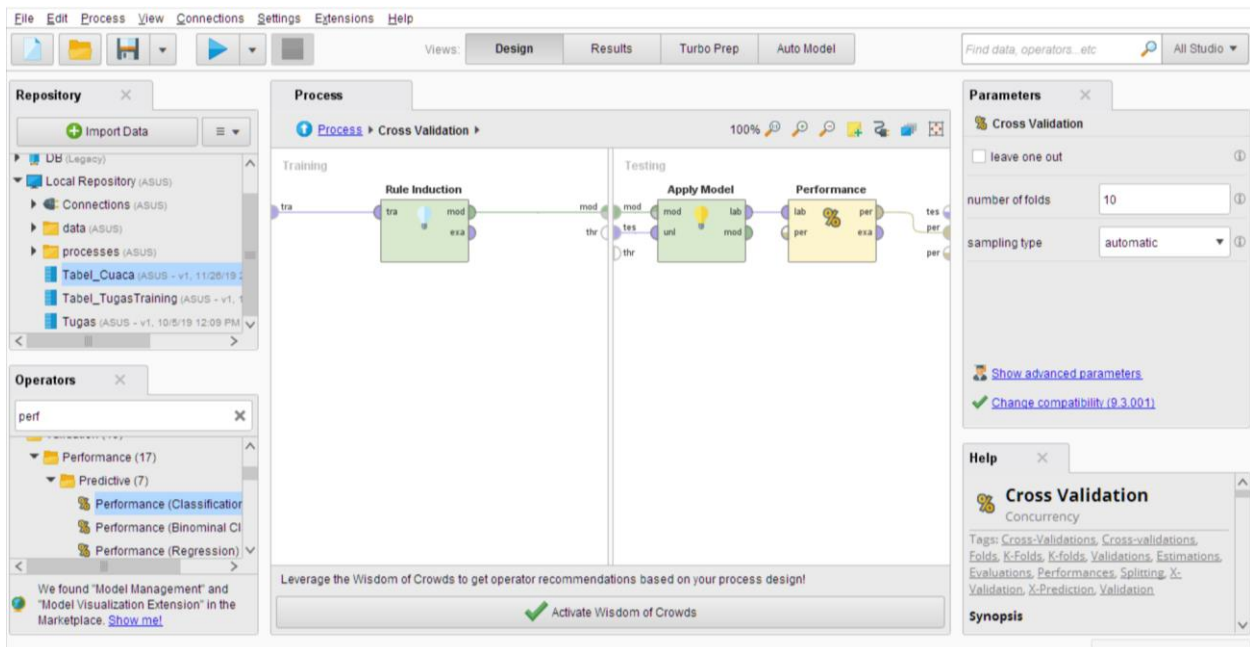 File Edit Process View Connections Settings Extensions Help
Views: Design Results Turbo Prep Auto Model
Find data, operators...etc
All Studio
Repository
Import Data
DB (Legacy)
Local Repository (ASUS)
Connections (ASUS)
data (ASUS)
processes (ASUS)
Tabel_Cuaca (ASUS - v1, 11/26/19 2
Tabel_TugasTraining (ASUS - v1, 1
Tugas (ASUS - v1, 10/5/19 12:09 PM
Operators
perf
Performance (17)
Predictive (7)
Performance (Classification
Performance (Binominal Cl
Performance (Regression)
We found "Model Management" and
"Model Visualization Extension" in the
Marketplace. Show me!
Process
Process Cross Validation
100%
Training
Rule Induction
tra
tra mod
exa
mod
thr
Testing
mod
tes
thr
Apply Model
mod lab
unl mod
Performance
lab per
per exa
tes
per
per
Leverage the Wisdom of Crowds to get operator recommendations based on your process design!
Activate Wisdom of Crowds
Parameters
Cross Validation
leave one out
number of folds 10
sampling type automatic
Show advanced parameters
Change compatibility (9.3.001)
Help
Cross Validation
Concurrency
Tags: Cross-Validations, Cross-validations,
Folds, K-Folds, K-folds, Validations, Estimations,
Evaluations, Performances, Splitting, X-
Validation, X-Prediction, Validation
Synopsis